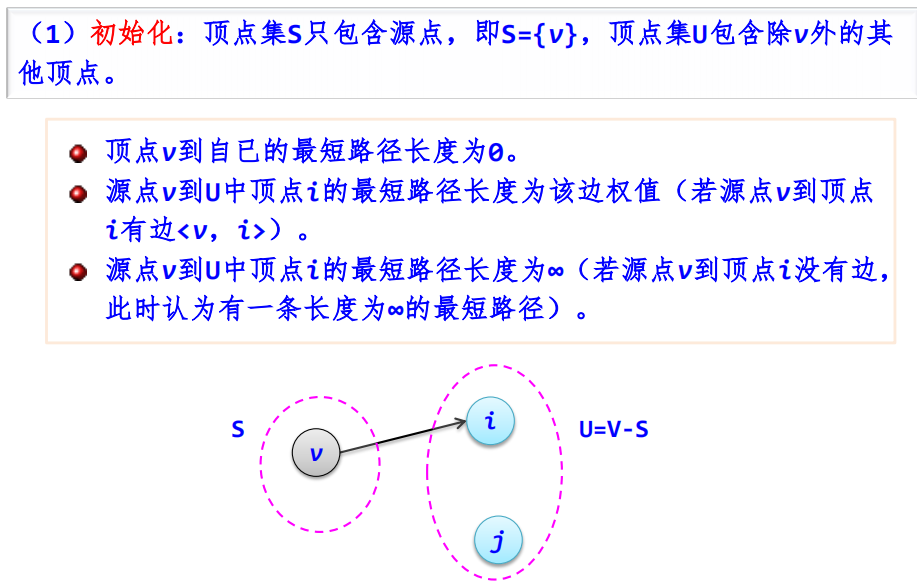 （1）初始化：顶点集S只包含源点，即S={v}，顶点集U包含除v外的其
他顶点。
顶点v到自已的最短路径长度为0。
源点v到U中顶点i的最短路径长度为该边权值（若源点v到顶点
i有边<v，i>）。
源点v到U中顶点i的最短路径长度为∞（若源点v到顶点i没有边，
此时认为有一条长度为∞的最短路径）。
S
v
i
U=V-S
j